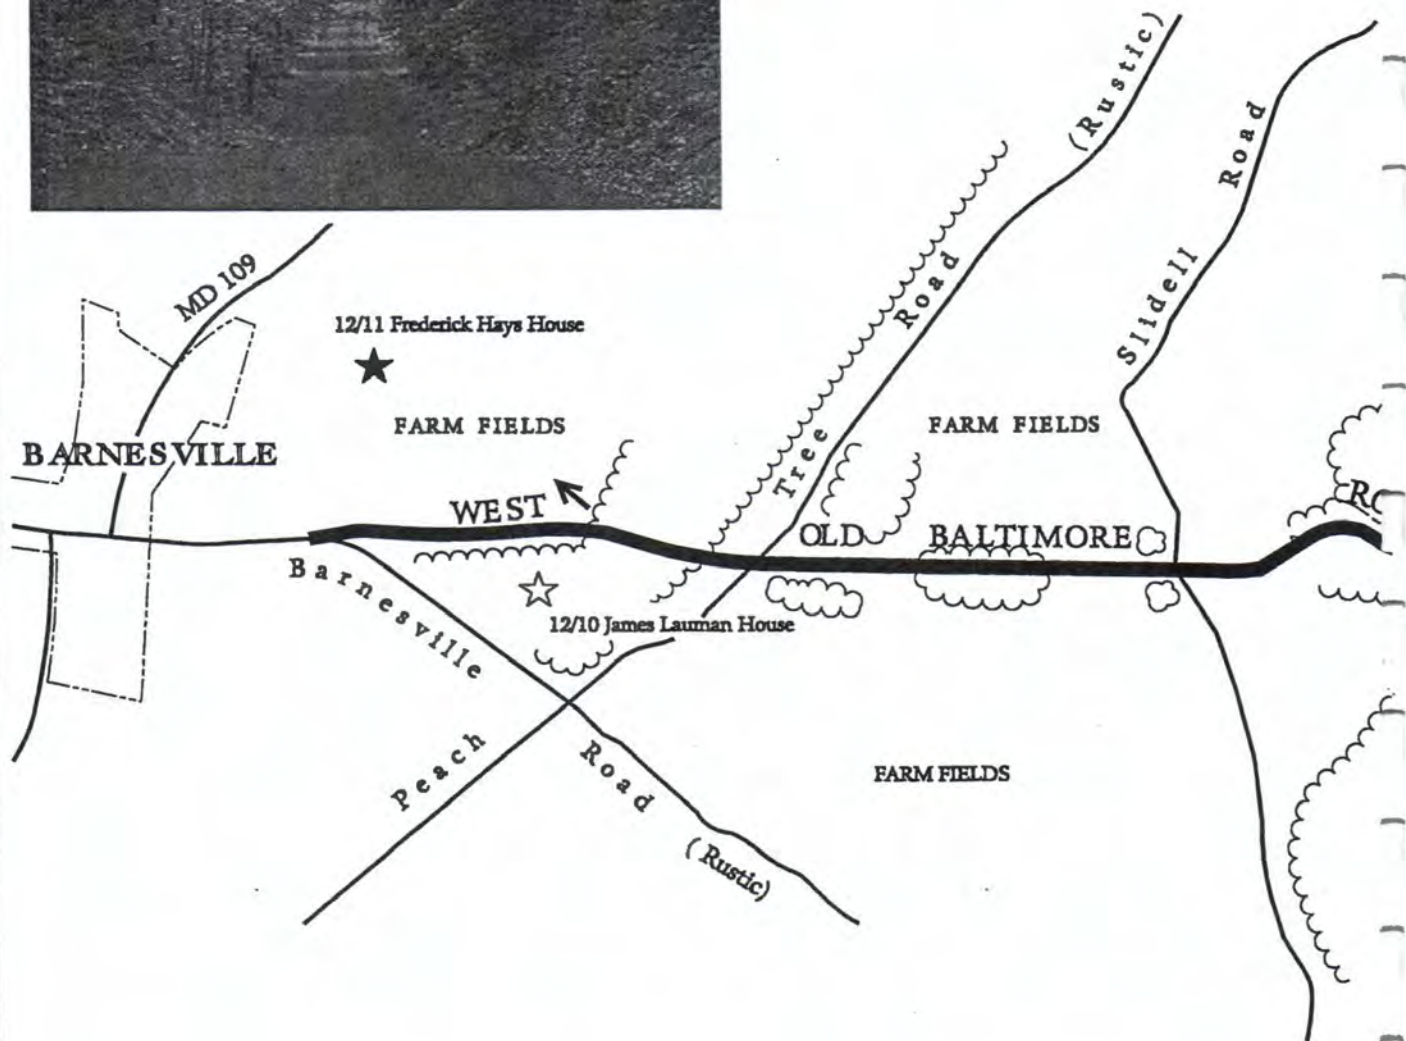 (Rustic)
Slidell Road
MD 109
12/11 Frederick Hays House
FARM FIELDS
FARM FIELDS
BARNESVILLE
WEST OLD BALTIMORE
Barnesville Road (Rustic)
12/10 James Lauman House
Peach Tree Road
FARM FIELDS